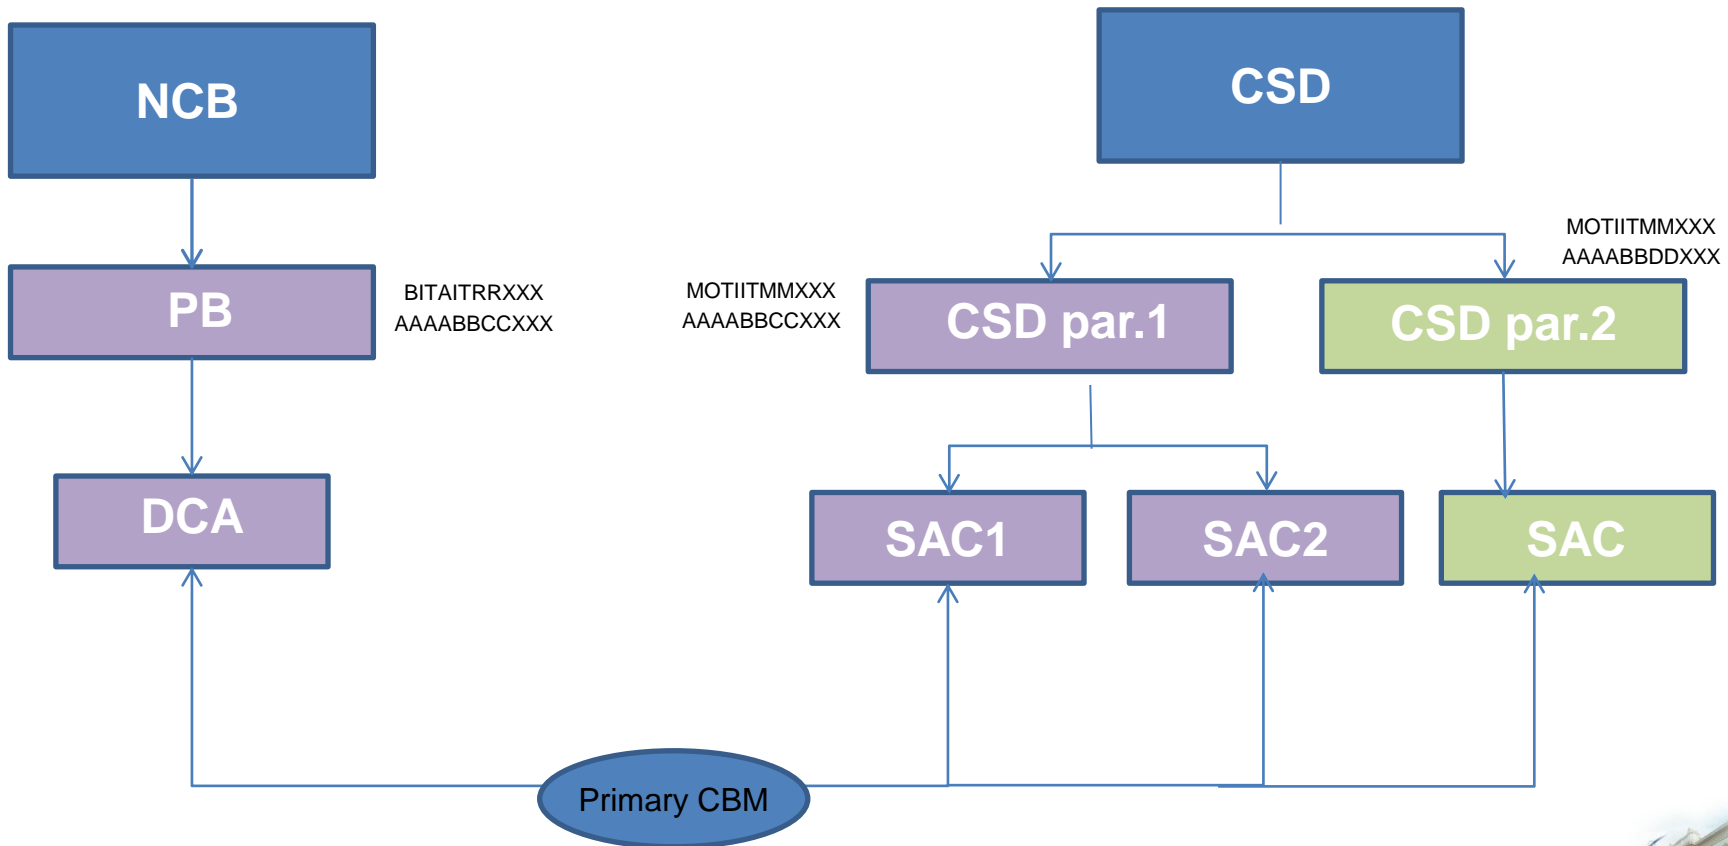 NCB
CSD
PB
BITAITRRXXX
AAAABBCCXXX
MOTIITMMXXX
AAAABBCCXXX
CSD par.1
CSD par.2
MOTIITMMXXX
AAAABBDDXXX
DCA
SAC1
SAC2
SAC
Primary CBM